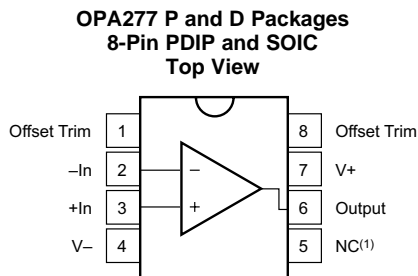 OPA277 P and D Packages
8-Pin PDIP and SOIC
Top View
Offset Trim 1 8 Offset Trim
–In 2 – 7 V+
+In 3 + 6 Output
V– 4 5 NC(1)